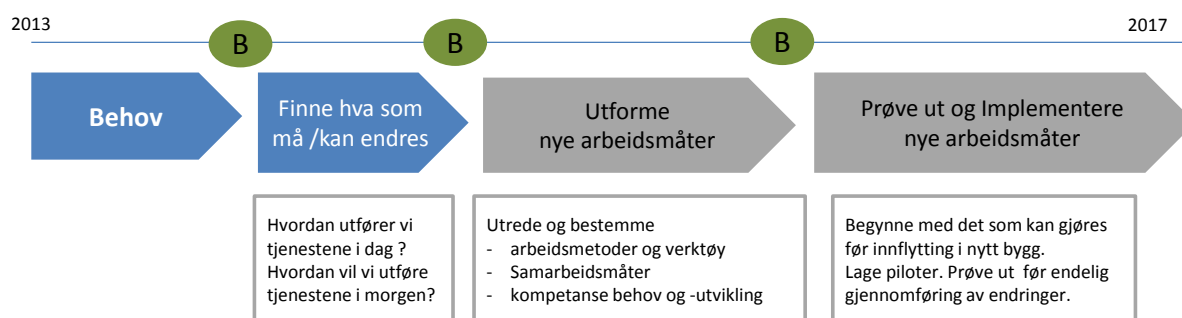 2013
2017
B
B
B
Behov
Finne hva som
må /kan endres
Utforme
nye arbeidsmåter
Prøve ut og Implementere
nye arbeidsmåter
Hvordan utfører vi
tjenestene i dag ?
Hvordan vil vi utføre
tjenestene i morgen?
Utrede og bestemme
- arbeidsmetoder og verktøy
- Samarbeidsmåter
- kompetanse behov og -utvikling
Begynne med det som kan gjøres
før innflytting i nytt bygg.
Lage piloter. Prøve ut før endelig
gjennomføring av endringer.